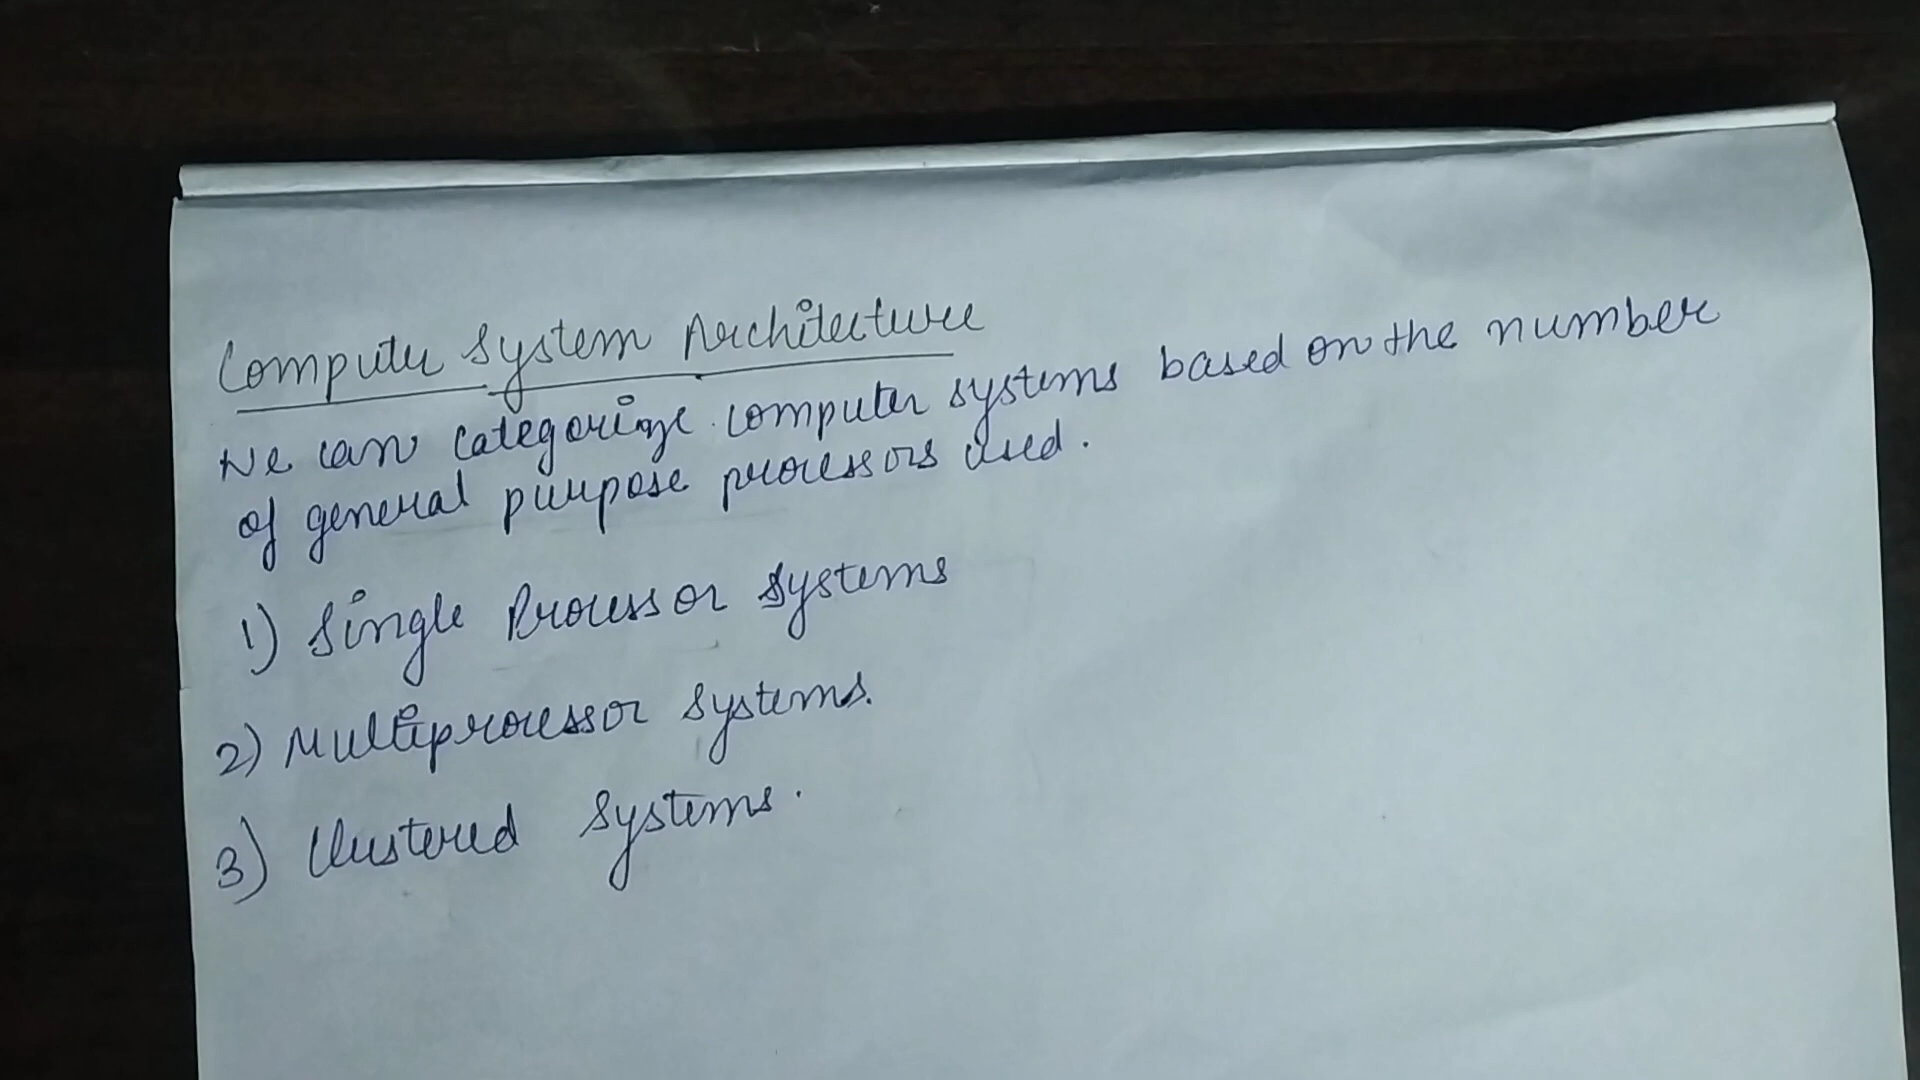 Computer System Architecture
We can categorize computer systems based on the number
of general purpose processors used.
1) Single Processor Systems
2) Multiprocessor Systems.
3) Clustered Systems.